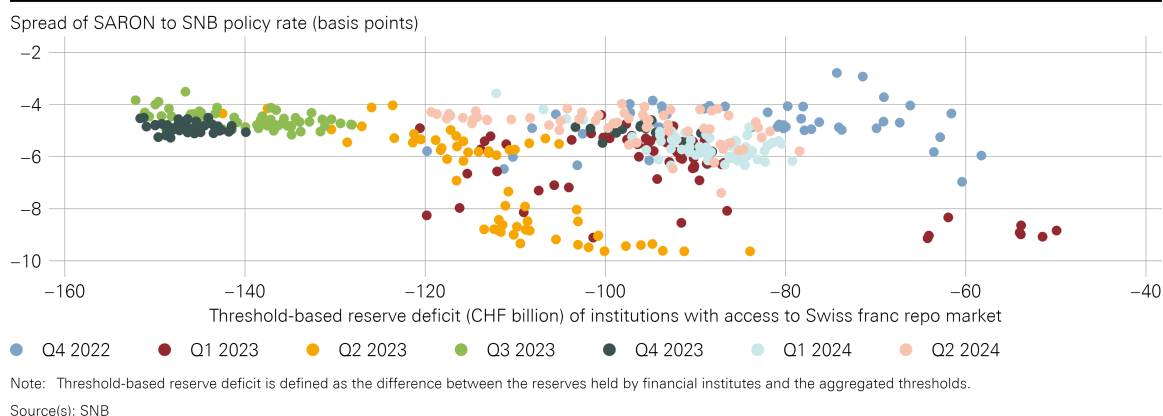 Spread of SARON to SNB policy rate (basis points)
−2
−4
−6
−8
−10
−160 −140 −120 −100 −80 −60 −40
Threshold-based reserve deficit (CHF billion) of institutions with access to Swiss franc repo market
Q4 2022 Q1 2023 Q2 2023 Q3 2023 Q4 2023 Q1 2024 Q2 2024
Note: Threshold-based reserve deficit is defined as the difference between the reserves held by financial institutes and the aggregated thresholds.
Source(s): SNB